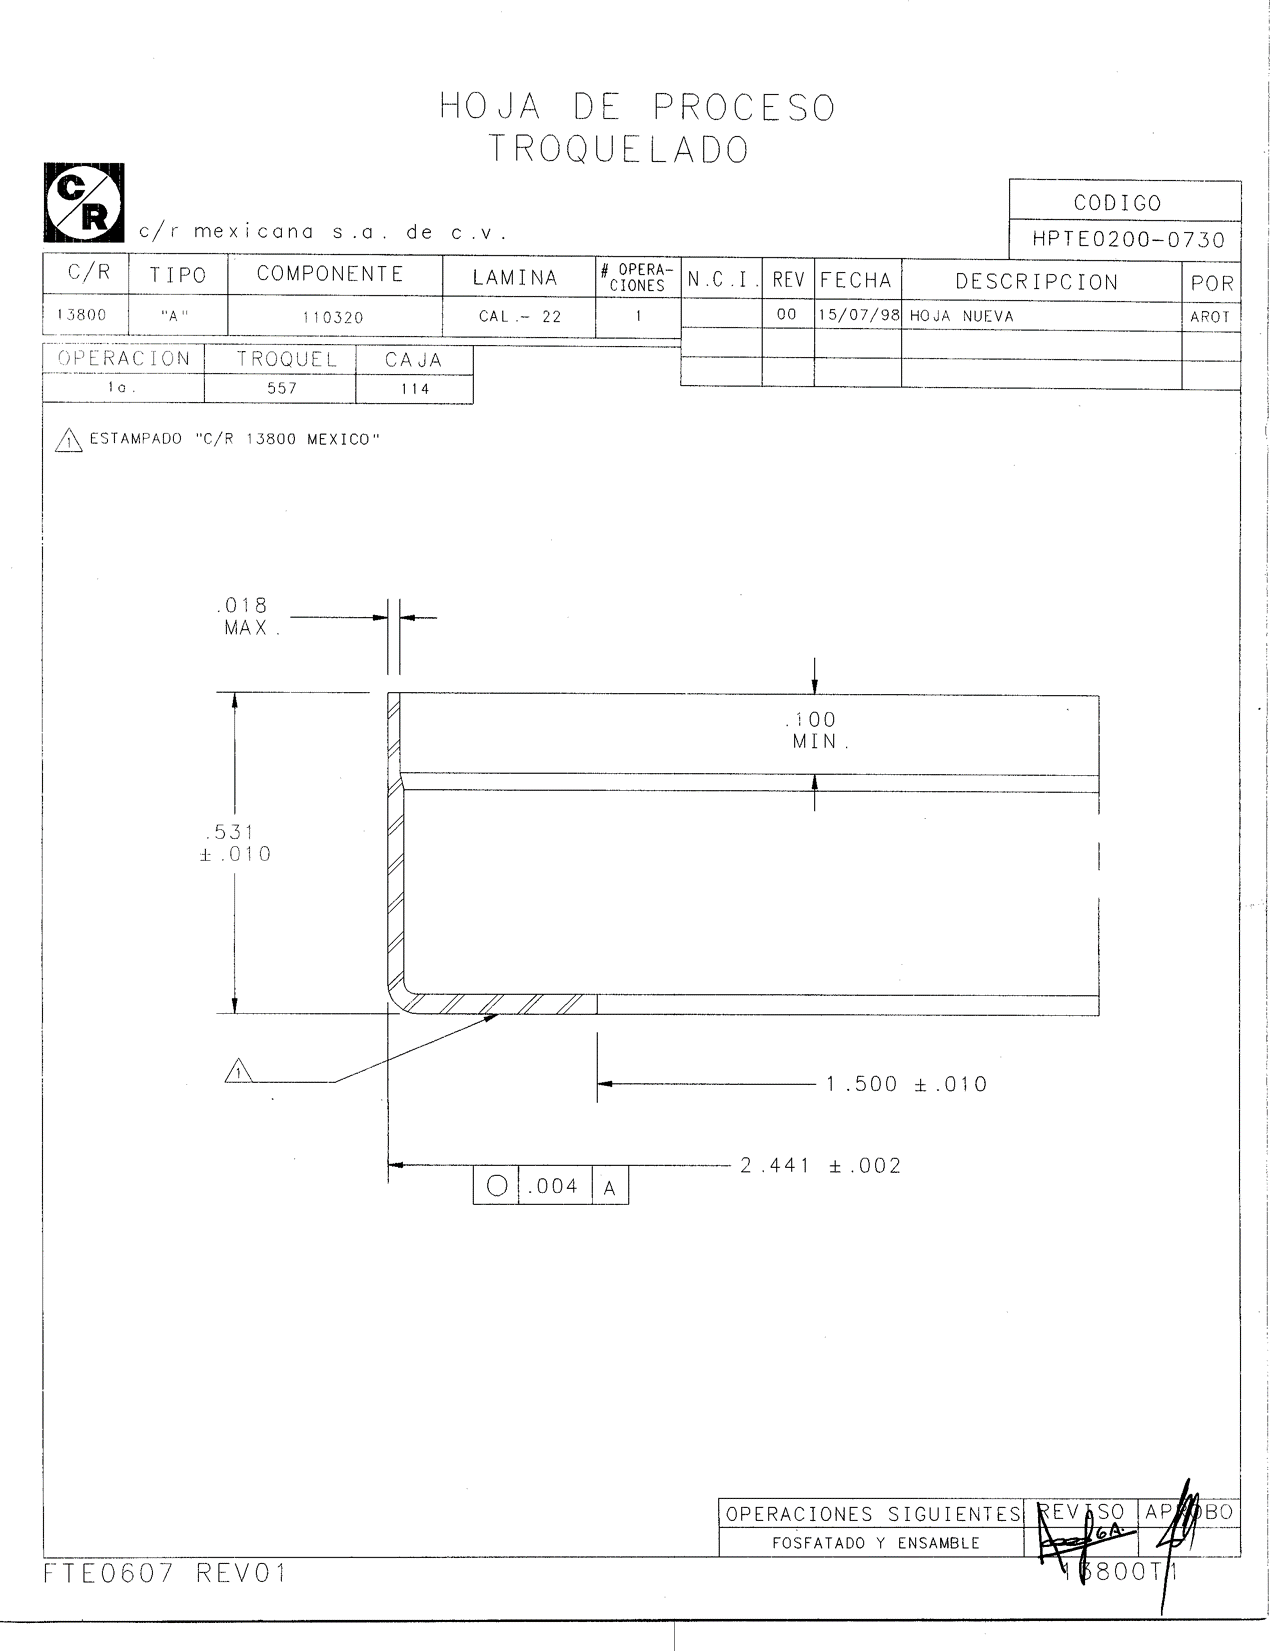 HOJA DE PROCESO
TROQUELADO
C/R
c/r mexicana s.a. de c.v.
CODIGO
HPTE0200-0730
C/R TIPO COMPONENTE LAMINA # OPERA-CIONES N.C.I. REV FECHA DESCRIPCION POR
13800 "A" 110320 CAL.- 22 1 00 15/07/98 HOJA NUEVA AROT
OPERACION TROQUEL CAJA
1a. 557 114
1 ESTAMPADO "C/R 13800 MEXICO"
.018
MAX.
.100
MIN.
.531
±.010
1
1.500 ±.010
2.441 ±.002
○ .004 A
OPERACIONES SIGUIENTES REVISO APROBO
FOSFATADO Y ENSAMBLE
FTE0607 REV01
13800T1